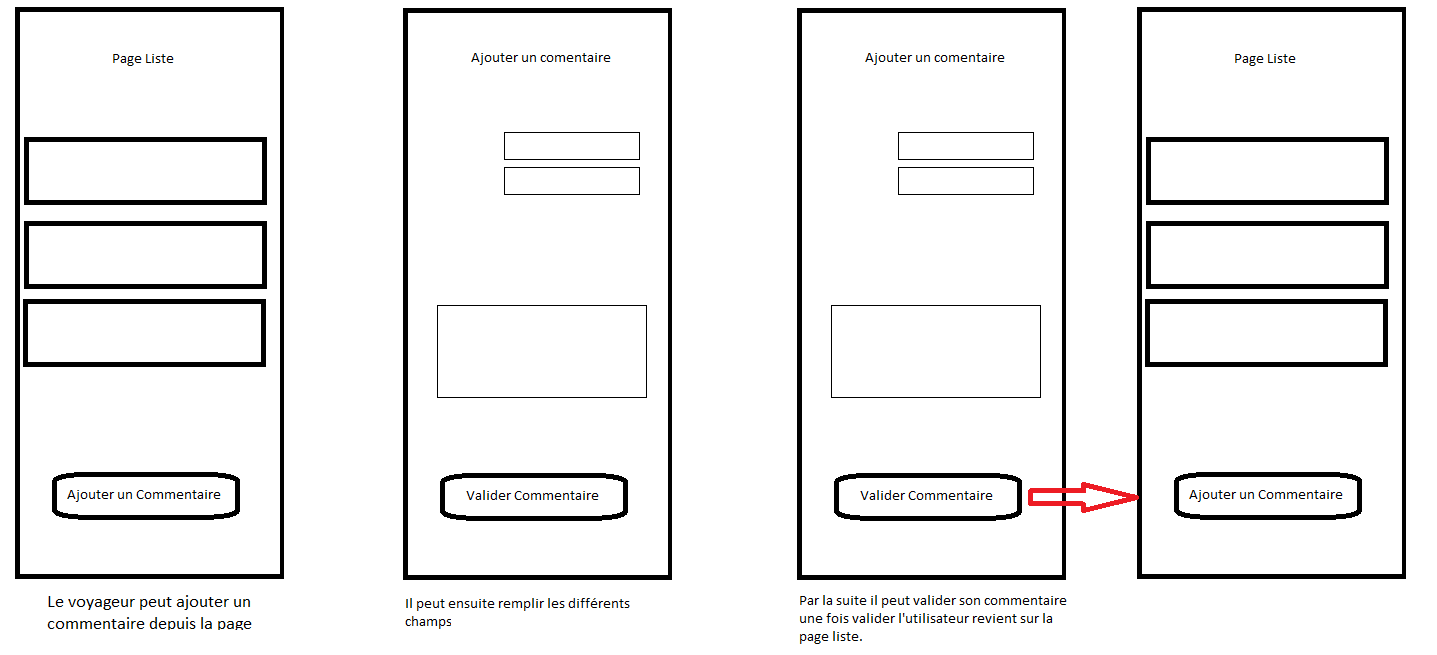 Page Liste
Ajouter un Commentaire
Le voyageur peut ajouter un
commentaire depuis la page
Ajouter un comentaire
Valider Commentaire
Il peut ensuite remplir les différents
champs
Ajouter un comentaire
Valider Commentaire
Par la suite il peut valider son commentaire
une fois valider l'utilisateur revient sur la
page liste.
Page Liste
Ajouter un Commentaire